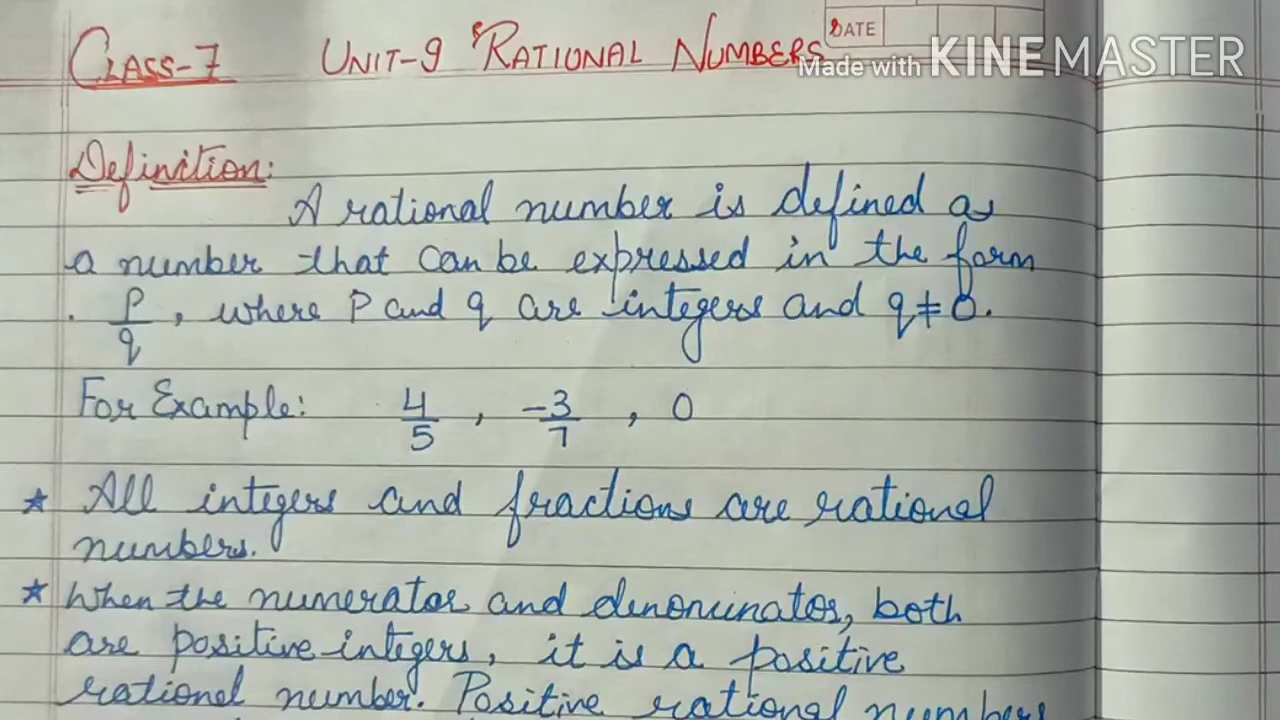 CLASS-7 UNIT-9 RATIONAL NUMBERS
DATE
Made with KINEMASTER
Definition:
A rational number is defined as
a number that can be expressed in the form
. p/q, where p and q are integers and q≠0.
For Example: 4/5, -3/7, 0
★ All integers and fractions are rational
numbers.
★ When the numerator and denominator, both
are positive integers, it is a positive
rational number. Positive rational numbers